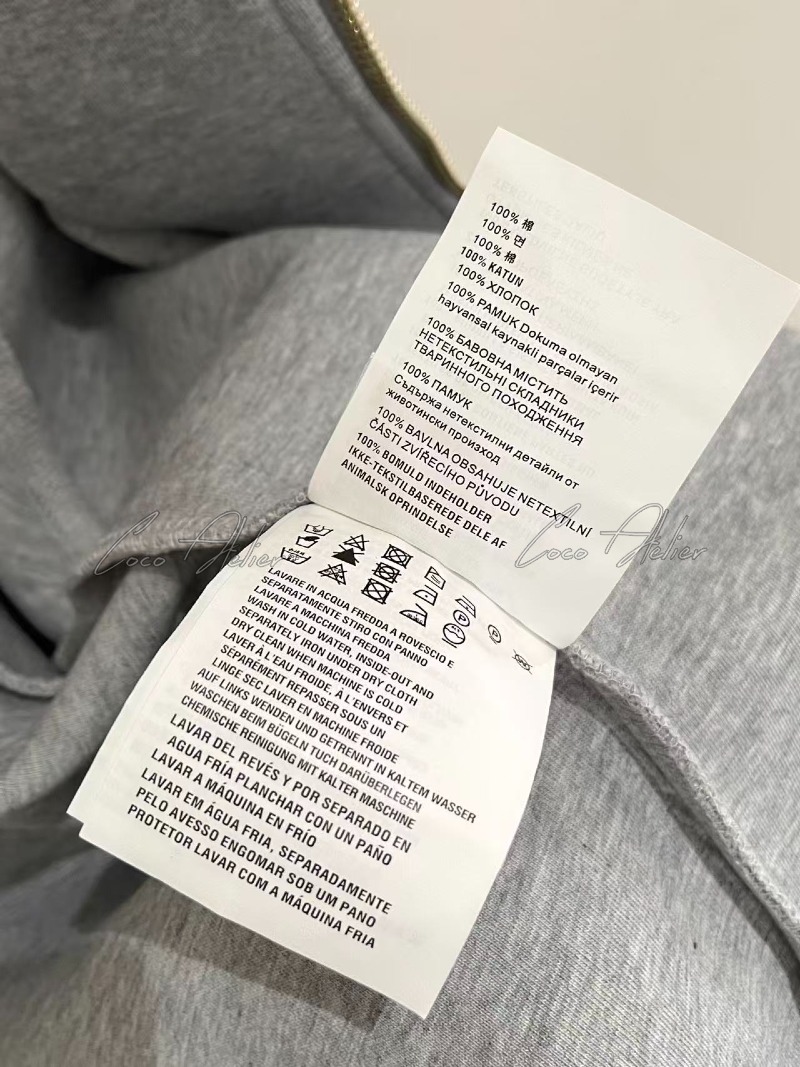 100% 棉
100% 면
100% 棉
100% KATUN
100% ХЛОПОК
100% PAMUK Dokuma olmayan
hayvansal kaynakli parçalar içerir
100% БАВОВНА МІСТИТЬ
НЕТЕКСТИЛЬНІ СКЛАДНИКИ
ТВАРИННОГО ПОХОДЖЕННЯ
100% ПАМУК
Съдържа нетекстилни детайли от
животински произход
100% BAVLNA OBSAHUJE NETEXTILNÍ
ČÁSTI ZVÍŘECÍHO PŮVODU
100% BOMULD INDEHOLDER
IKKE-TEKSTILBASEREDE DELE AF
ANIMALSK OPRINDELSE
Coco Atelier
Coco Atelier
LAVARE IN ACQUA FREDDA A ROVESCIO E
SEPARATAMENTE STIRO CON PANNO
LAVARE A MACCHINA FREDDA
WASH IN COLD WATER, INSIDE-OUT AND
SEPARATELY IRON UNDER DRY CLOTH
DRY CLEAN WHEN MACHINE IS COLD
LAVER À L'EAU FROIDE, À L'ENVERS ET
SÉPARÉMENT REPASSER SOUS UN
LINGE SEC LAVER EN MACHINE FROIDE
AUF LINKS WENDEN UND GETRENNT IN KALTEM WASSER
WASCHEN BEIM BÜGELN TUCH DARÜBERLEGEN
CHEMISCHE REINIGUNG MIT KALTER MASCHINE
LAVAR DEL REVÉS Y POR SEPARADO EN
AGUA FRÍA PLANCHAR CON UN PAÑO
LAVAR A MÁQUINA EN FRÍO
LAVAR EM ÁGUA FRIA, SEPARADAMENTE
PELO AVESSO ENGOMAR SOB UM PANO
PROTETOR LAVAR COM A MÁQUINA FRIA